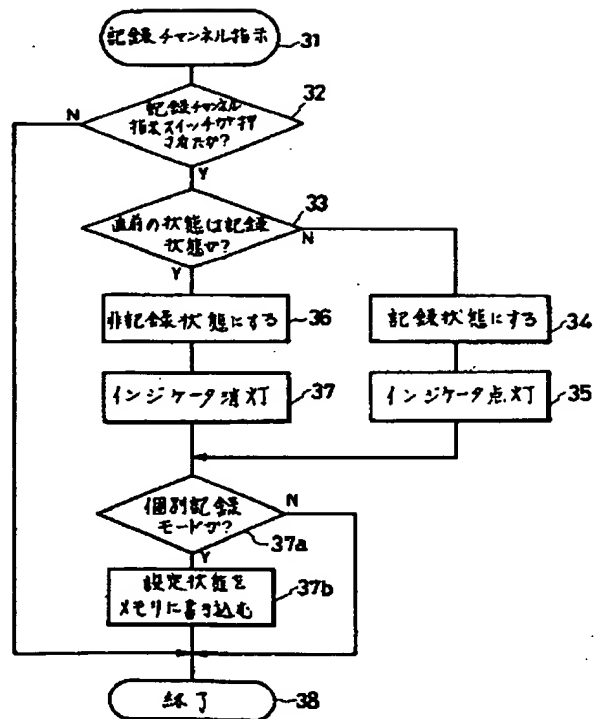 記録チャンネル指示
31
記録チャンネル
指示スイッチが押
されたか?
32
N
Y
直前の状態は記録
状態か?
33
N
Y
非記録状態にする
36
記録状態にする
34
インジケータ消灯
37
インジケータ点灯
35
個別記録
モードか?
37a
N
Y
設定状態を
メモリに書き込む
37b
終了
38